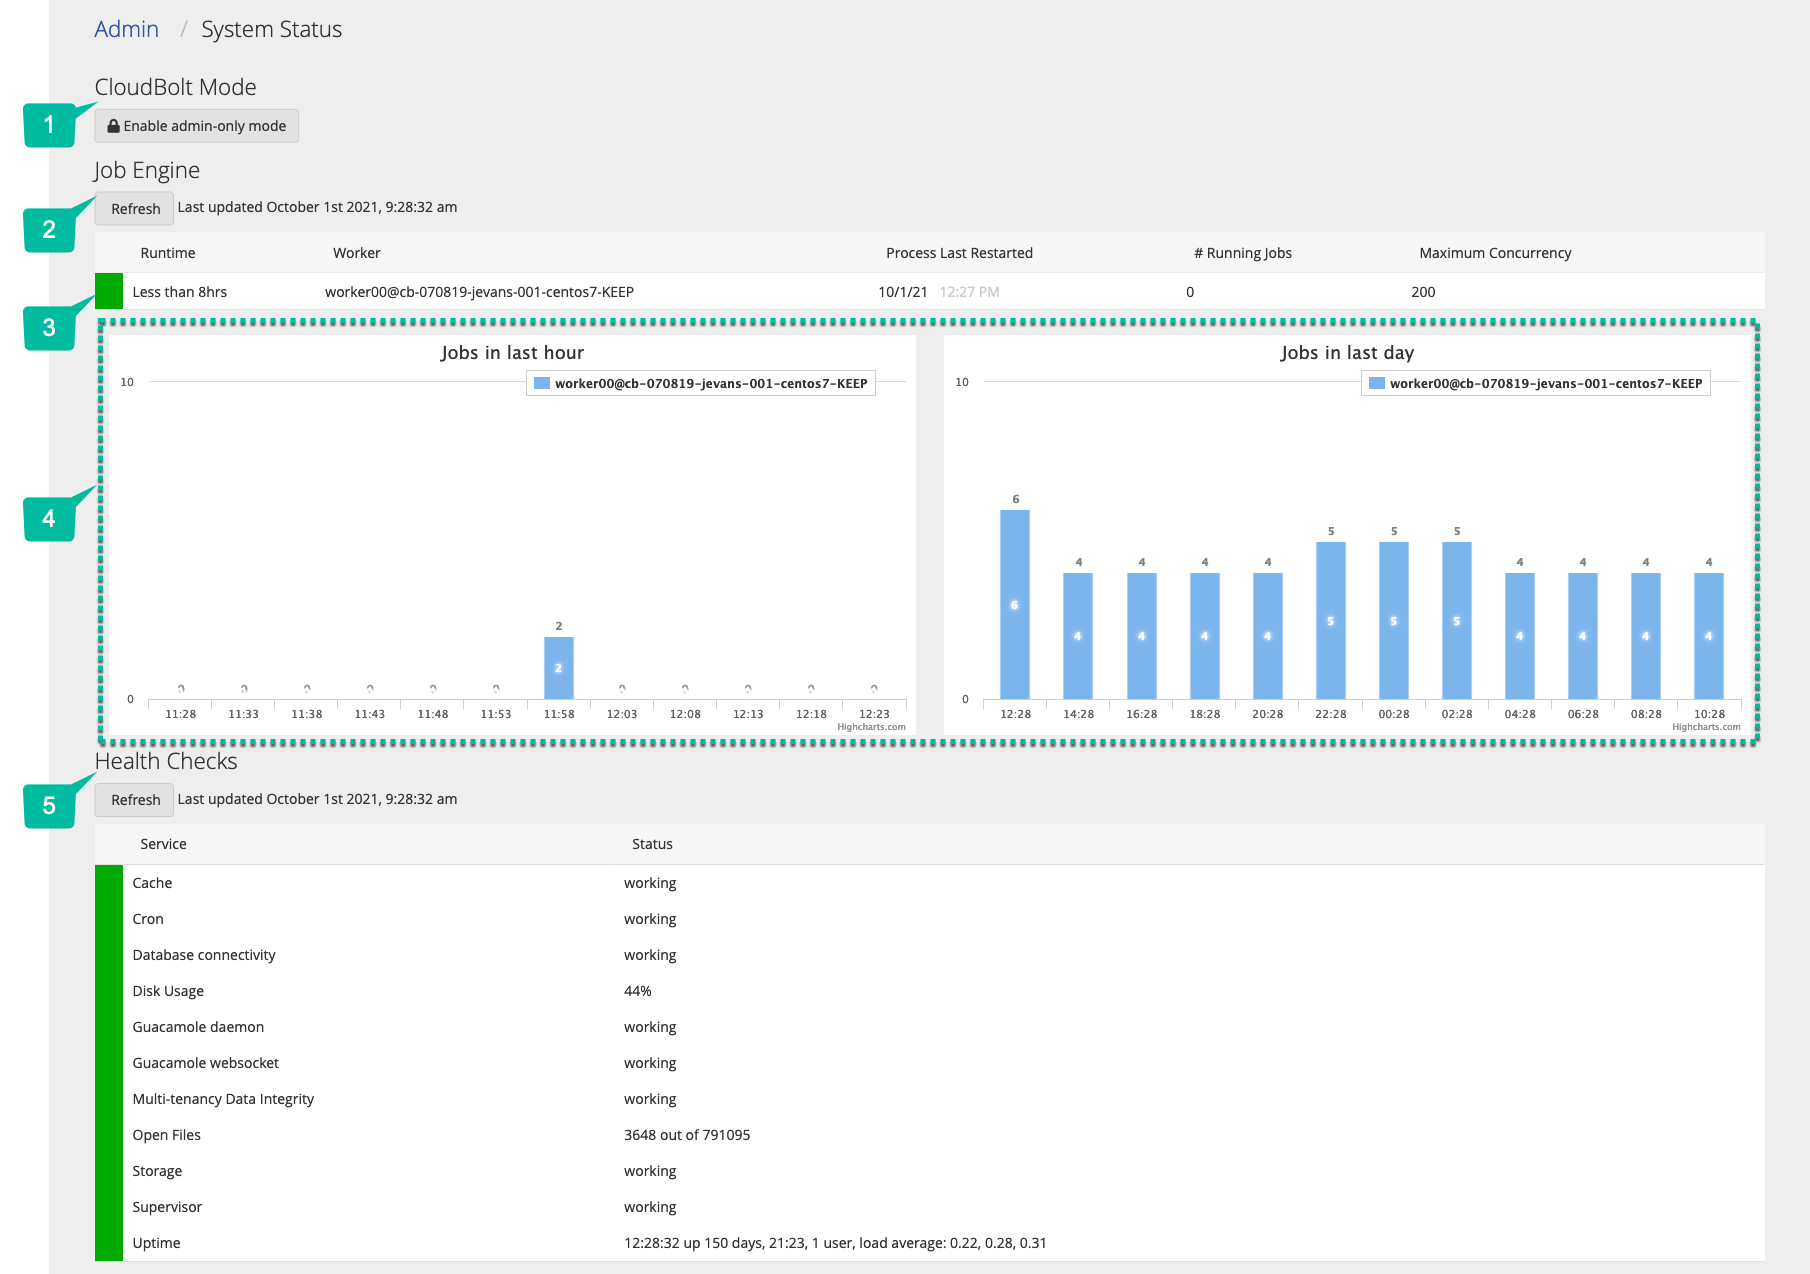 Admin / System Status
CloudBolt Mode
1
Enable admin-only mode
Job Engine
2
Refresh Last updated October 1st 2021, 9:28:32 am
Runtime Worker Process Last Restarted # Running Jobs Maximum Concurrency
Less than 8hrs worker00@cb-070819-jevans-001-centos7-KEEP 10/1/21 12:27 PM 0 200
3
4
Jobs in last hour
10
worker00@cb-070819-jevans-001-centos7-KEEP
2
2
0 0 0 0 0 0 0 0 0 0 0
0
11:28 11:33 11:38 11:43 11:48 11:53 11:58 12:03 12:08 12:13 12:18 12:23
Highcharts.com
Jobs in last day
10
worker00@cb-070819-jevans-001-centos7-KEEP
6 4 4 4 4 5 5 5 4 4 4 4
6 4 4 4 4 5 5 5 4 4 4 4
0
12:28 14:28 16:28 18:28 20:28 22:28 00:28 02:28 04:28 06:28 08:28 10:28
Highcharts.com
Health Checks
5
Refresh Last updated October 1st 2021, 9:28:32 am
Service Status
Cache working
Cron working
Database connectivity working
Disk Usage 44%
Guacamole daemon working
Guacamole websocket working
Multi-tenancy Data Integrity working
Open Files 3648 out of 791095
Storage working
Supervisor working
Uptime 12:28:32 up 150 days, 21:23, 1 user, load average: 0.22, 0.28, 0.31